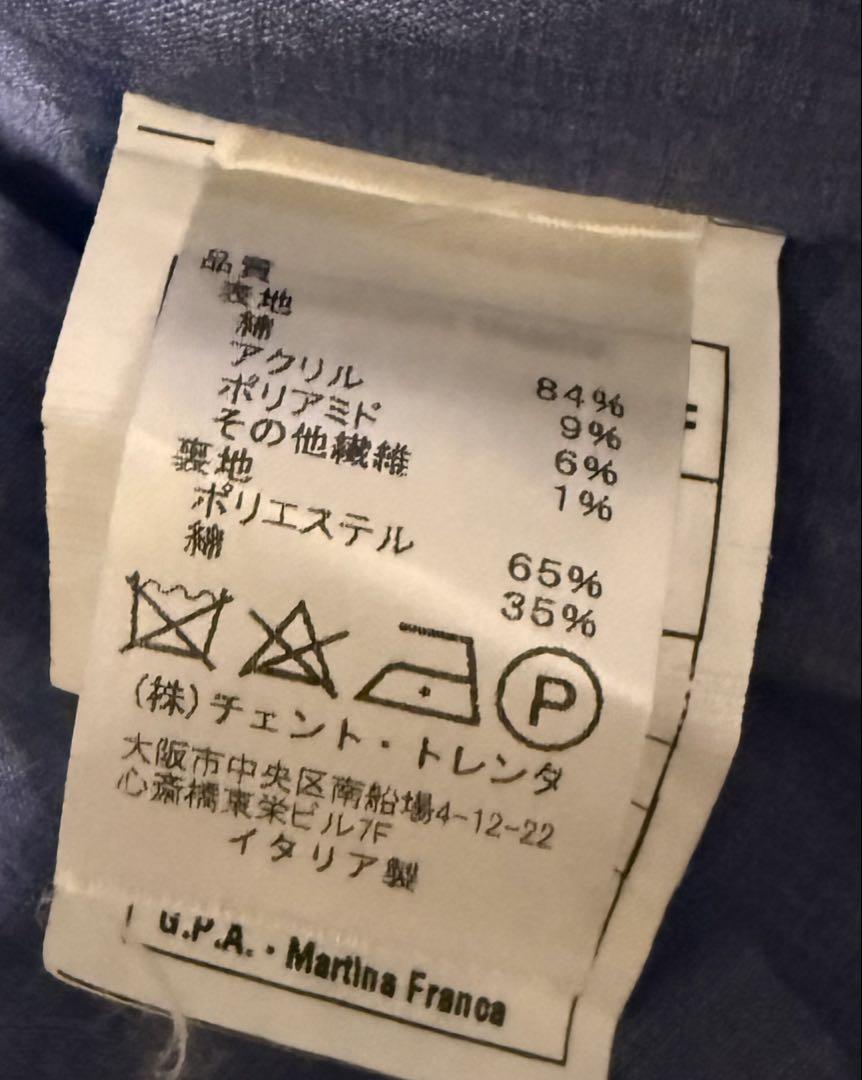 品質
表地
綿 84%
アクリル 9%
ポリアミド 6%
その他繊維 1%
裏地
ポリエステル 65%
綿 35%
P
(株)チェント・トレンタ
大阪市中央区南船場4-12-22
心斎橋東栄ビル7F
イタリア製
G.P.A. · Martina Franca